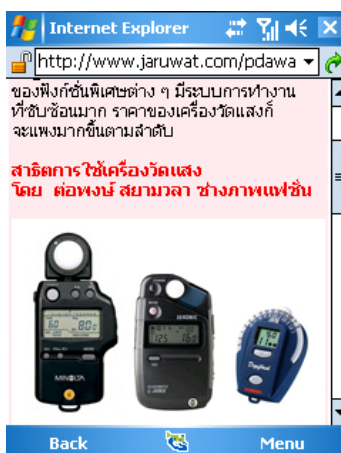 Internet Explorer
http://www.jaruwat.com/pdawa
ของฟังก์ชั่นพิเศษต่าง ๆ มีระบบการทำงาน
ที่ซับซ้อนมาก ราคาของเครื่องวัดแสงก็
จะแพงมากขึ้นตามลำดับ
สาธิตการใช้เครื่องวัดแสง
โดย ต่อพงษ์ สยามวลา ช่างภาพแฟชั่น
MINOLTA
SEKONIC
Back Menu